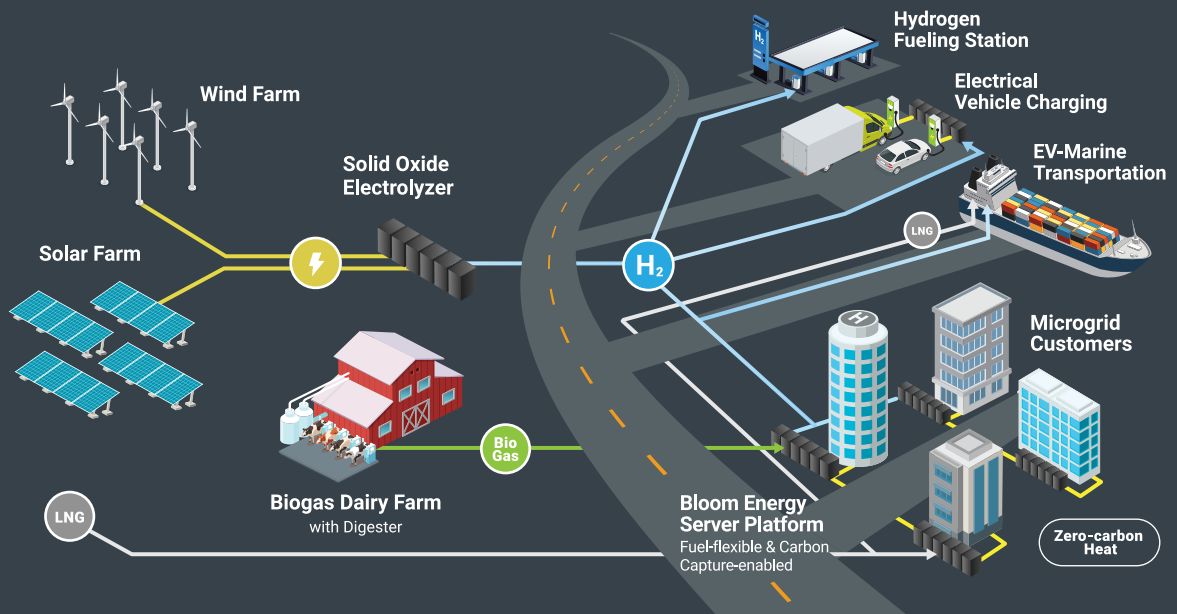 Hydrogen
Fueling Station
H₂
Electrical
Vehicle Charging
Wind Farm
Solid Oxide
Electrolyzer
EV-Marine
Transportation
Solar Farm
LNG
H₂
H
Microgrid
Customers
Bio
Gas
Biogas Dairy Farm
with Digester
LNG
Bloom Energy
Server Platform
Fuel-flexible & Carbon
Capture-enabled
Zero-carbon
Heat